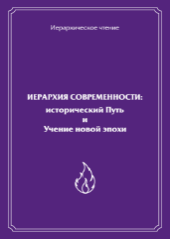 Иерархическое чтение
ИЕРАРХИЯ СОВРЕМЕННОСТИ:
исторический Путь
и
Учение новой эпохи